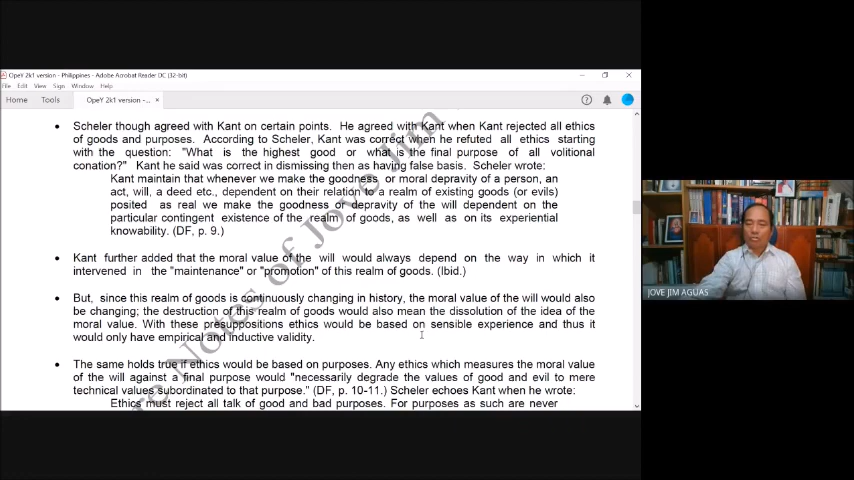 OpeY 2k1 version - Philippines - Adobe Acrobat Reader DC (32-bit)
File Edit View Sign Window Help
Home Tools OpeY 2k1 version -... ×
• Scheler though agreed with Kant on certain points. He agreed with Kant when Kant rejected all ethics
of goods and purposes. According to Scheler, Kant was correct when he refuted all ethics starting
with the question: "What is the highest good or what is the final purpose of all volitional
conation?" Kant he said was correct in dismissing then as having false basis. Scheler wrote:
Kant maintain that whenever we make the goodness or moral depravity of a person, an
act, will, a deed etc., dependent on their relation to a realm of existing goods (or evils)
posited as real we make the goodness or depravity of the will dependent on the
particular contingent existence of the realm of goods, as well as on its experiential
knowability. (DF, p. 9.)
• Kant further added that the moral value of the will would always depend on the way in which it
intervened in the "maintenance" or "promotion" of this realm of goods. (Ibid.)
• But, since this realm of goods is continuously changing in history, the moral value of the will would also
be changing; the destruction of this realm of goods would also mean the dissolution of the idea of the
moral value. With these presuppositions ethics would be based on sensible experience and thus it
would only have empirical and inductive validity.
• The same holds true if ethics would be based on purposes. Any ethics which measures the moral value
of the will against a final purpose would "necessarily degrade the values of good and evil to mere
technical values subordinated to that purpose." (DF, p. 10-11.) Scheler echoes Kant when he wrote:
Ethics must reject all talk of good and bad purposes. For purposes as such are never
Notes of Jove Jim
JOVE JIM AGUAS